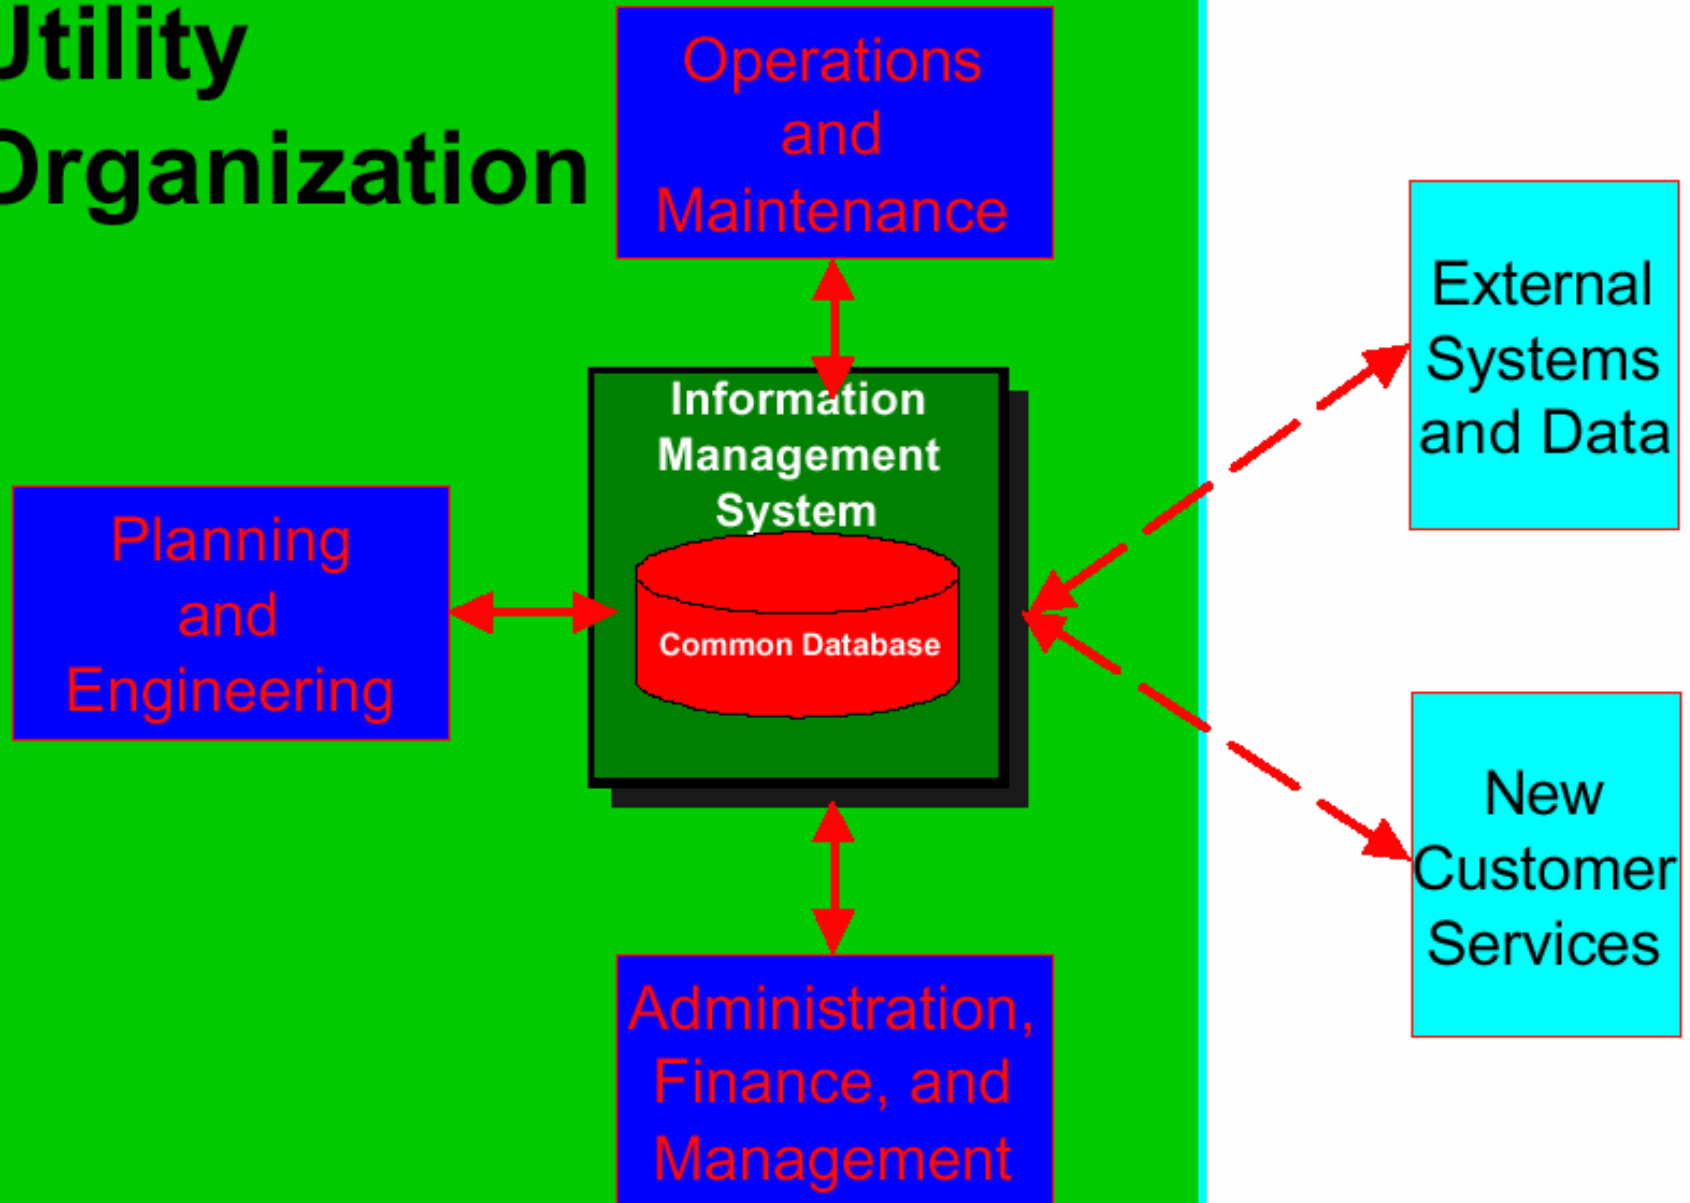 Utility
Organization
Operations
and
Maintenance
Information
Management
System
Common Database
Planning
and
Engineering
Administration,
Finance, and
Management
External
Systems
and Data
New
Customer
Services